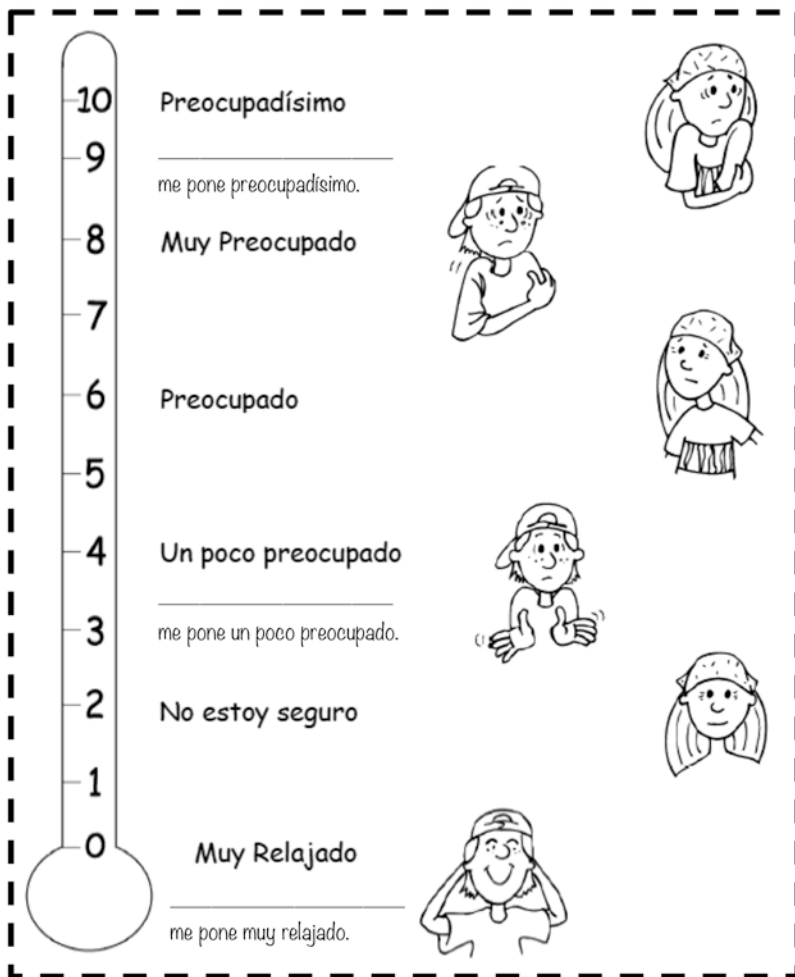 10 Preocupadísimo
9
me pone preocupadísimo.
8 Muy Preocupado
7
6 Preocupado
5
4 Un poco preocupado
3 me pone un poco preocupado.
2 No estoy seguro
1
0 Muy Relajado
me pone muy relajado.